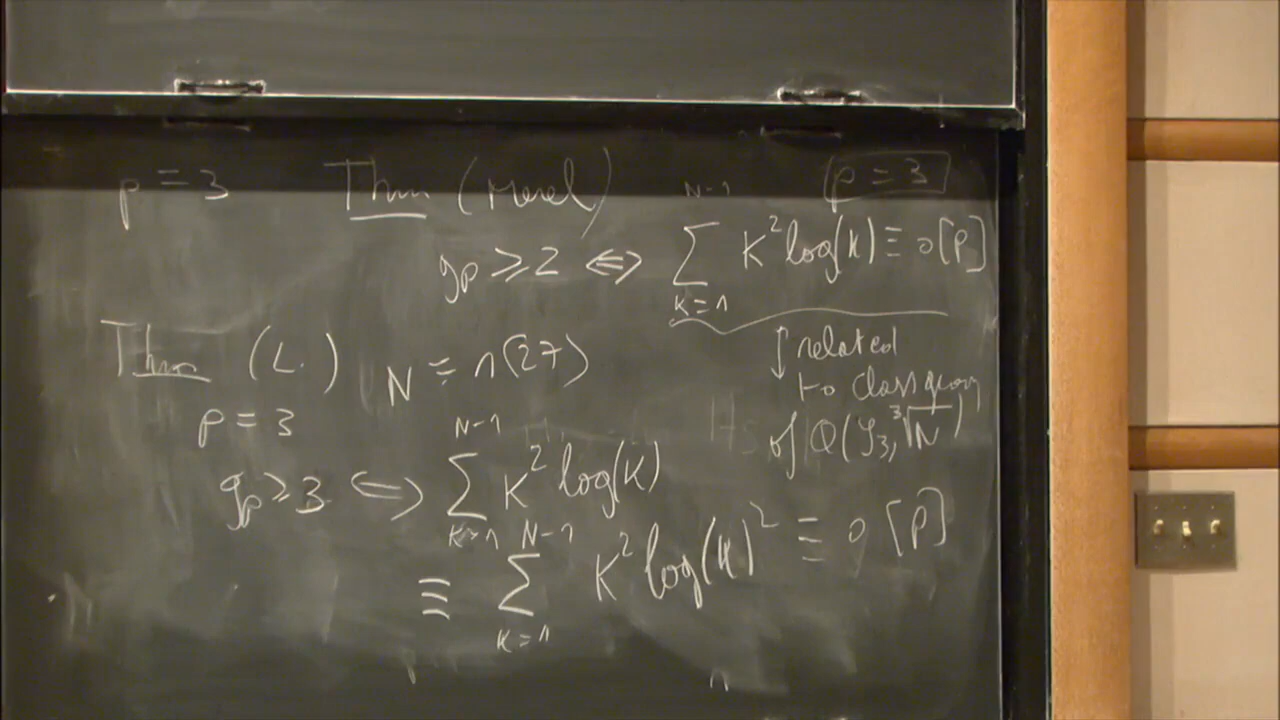 p = 3 Thm (Merel) p = 3
g_p ≥ 2 ⇔ ∑_{k=1}^{N-1} k² log(k) ≡ 0 [p]
Thm (L.) N ≡ 1 (27)
related
to class group
p = 3
of Q(ζ₃, ∛N)
g_p ≥ 3 ⇔ ∑_{k=1}^{N-1} k² log(k)
≡ ∑_{k=1}^{N-1} k² log(k)² ≡ 0 [p]